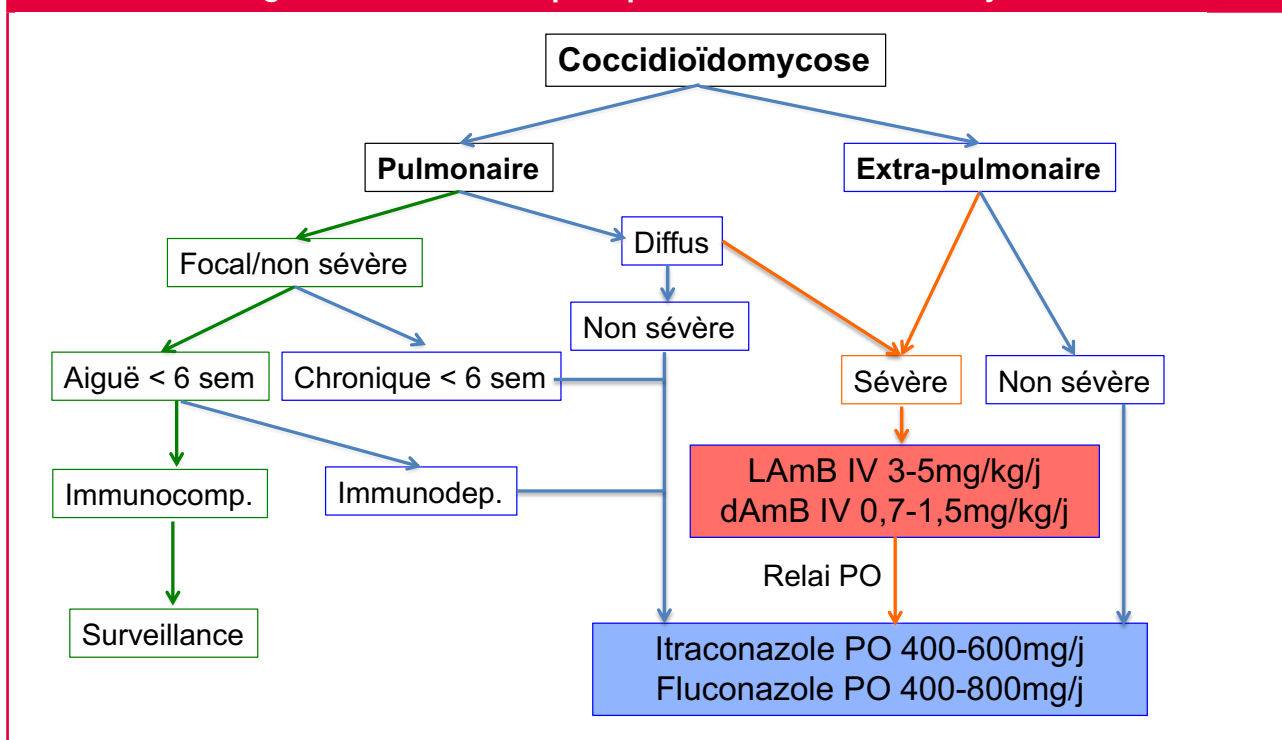 Coccidioïdomycose
Pulmonaire
Extra-pulmonaire
Focal/non sévère
Diffus
Non sévère
Aiguë < 6 sem
Chronique < 6 sem
Sévère
Non sévère
Immunocomp.
Immunodep.
LAmB IV 3-5mg/kg/j
dAmB IV 0,7-1,5mg/kg/j
Relai PO
Surveillance
Itraconazole PO 400-600mg/j
Fluconazole PO 400-800mg/j